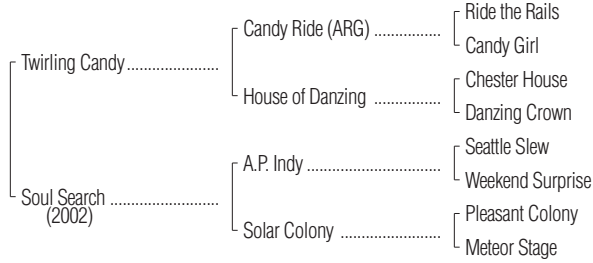 Ride the Rails
Candy Ride (ARG) ................
Candy Girl
Twirling Candy ......................
Chester House
House of Danzing ................
Danzing Crown
Seattle Slew
A.P. Indy ................................
Weekend Surprise
Soul Search ..........................
(2002)
Pleasant Colony
Solar Colony ........................
Meteor Stage